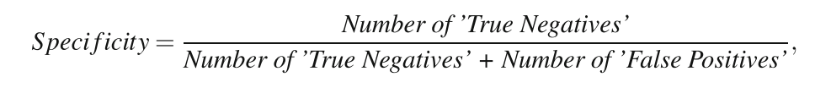 Number of 'True Negatives'
Specificity = 
Number of 'True Negatives' + Number of 'False Positives',